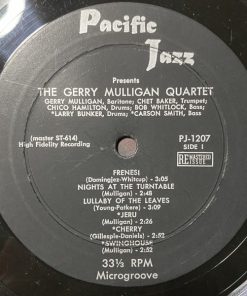 Pacific
Jazz
Presents
THE GERRY MULLIGAN QUARTET
GERRY MULLIGAN, Baritone; CHET BAKER, Trumpet;
CHICO HAMILTON, Drums; BOB WHITLOCK, Bass;
*LARRY BUNKER, Drums; *CARSON SMITH, Bass
(master ST-614)
High Fidelity Recording
PJ-1207
SIDE 1
REMASTERED
ISSUE
FRENESI
(Domingjez-Whitcup) - 3:05
NIGHTS AT THE TURNTABLE
(Mulligan) - 2:48
LULLABY OF THE LEAVES
(Young-Petkere) - 3:09
*JERU
(Mulligan) - 2:26
*CHERRY
(Gillespie-Daniels) - 2:52
*SWINGHOUSE
(Mulligan) - 2:52
33⅓ RPM
Microgroove